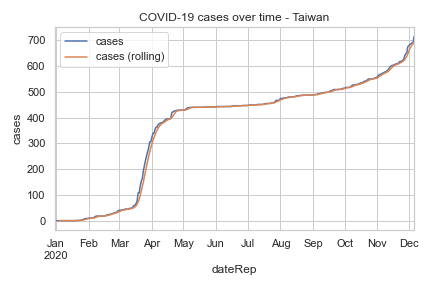 COVID-19 cases over time - Taiwan
cases
cases (rolling)
700
600
500
400
300
200
100
0
cases
Jan Feb Mar Apr May Jun Jul Aug Sep Oct Nov Dec
2020
dateRep